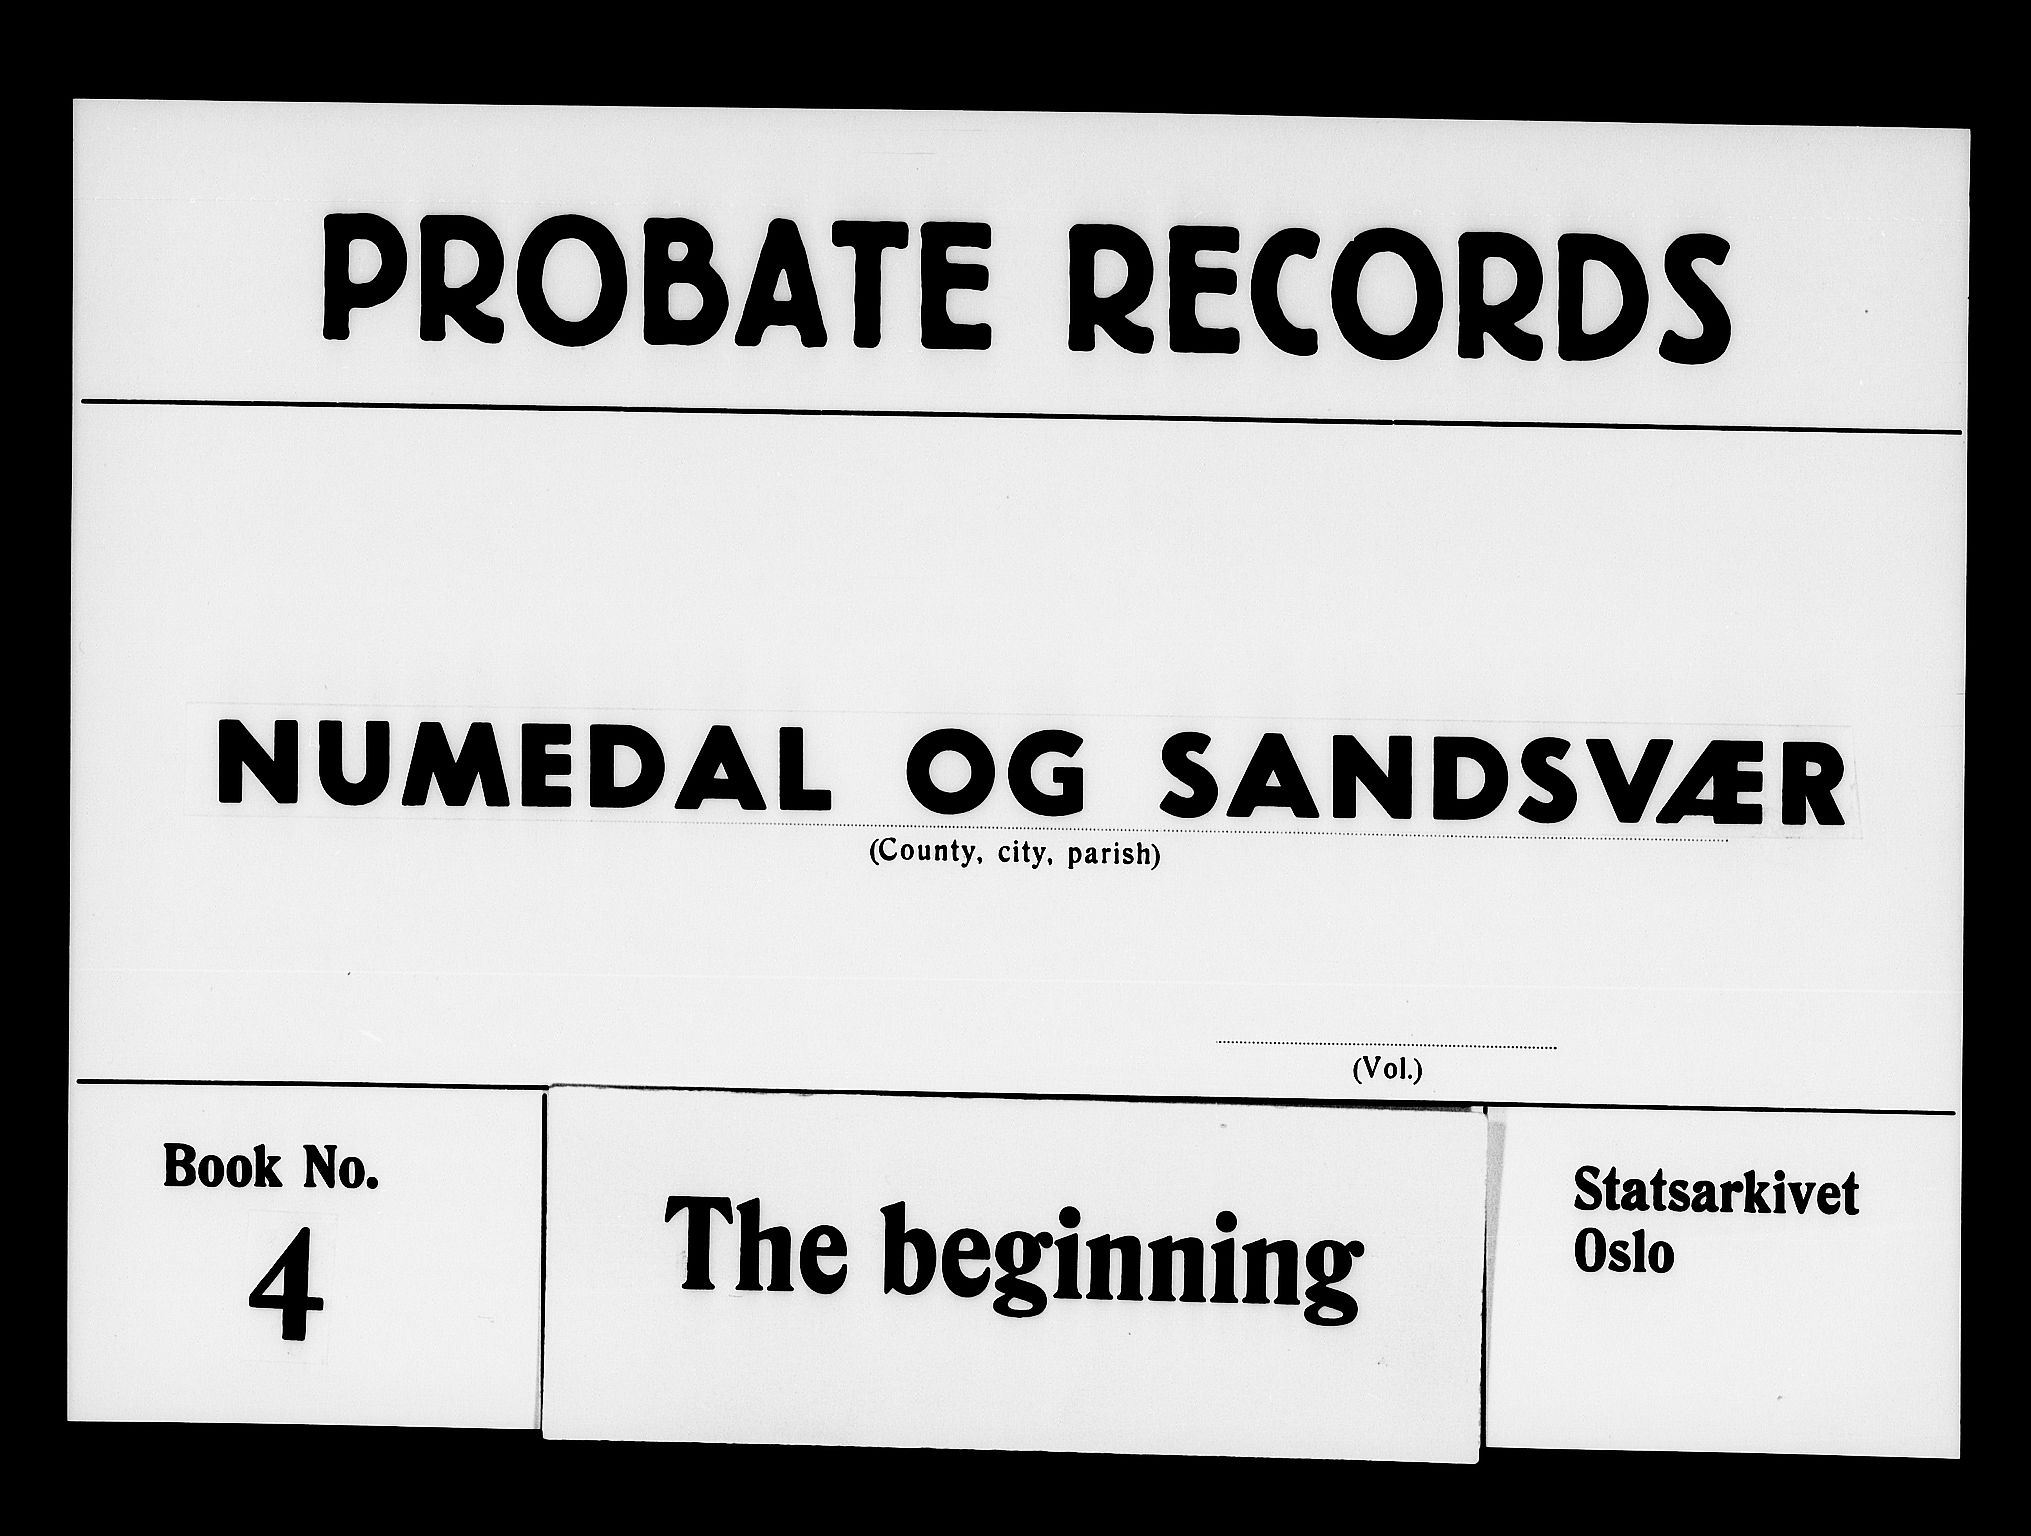 PROBATE RECORDS
NUMEDAL OG SANDSVÆR
(County, city, parish)
(Vol.)
Book No.
4
The beginning
Statsarkivet
Oslo